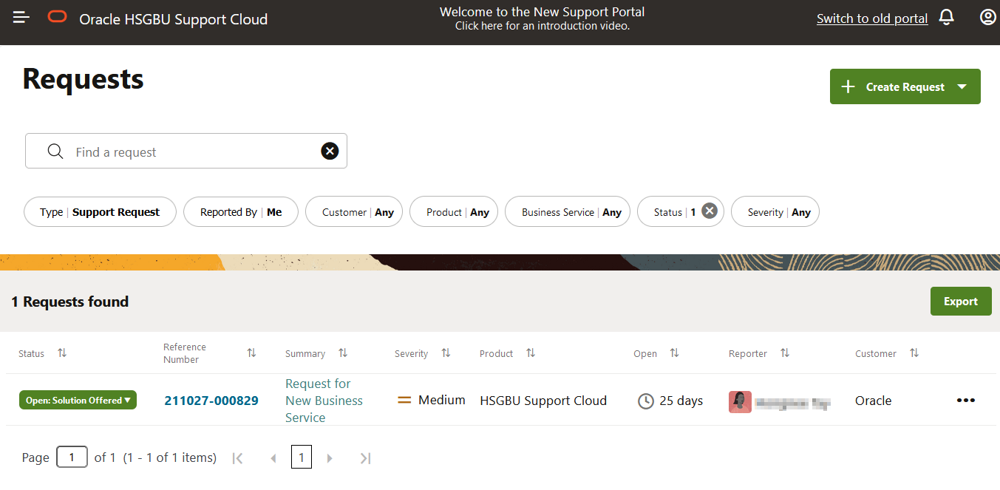 Oracle HSGBU Support Cloud
Welcome to the New Support Portal
Click here for an introduction video.
Switch to old portal
Requests
Create Request
Find a request
Type | Support Request
Reported By | Me
Customer | Any
Product | Any
Business Service | Any
Status | 1
Severity | Any
1 Requests found
Export
Status
Reference
Number
Summary
Severity
Product
Open
Reporter
Customer
Open: Solution Offered
211027-000829
Request for
New Business
Service
Medium
HSGBU Support Cloud
25 days
Oracle
Page 1 of 1 (1 - 1 of 1 items)
1